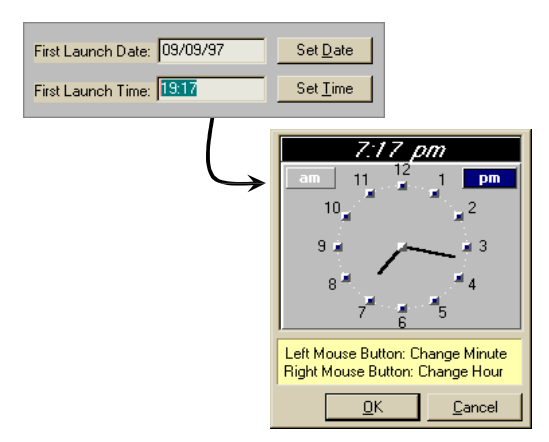 First Launch Date: 09/09/97 Set Date
First Launch Time: 19:17 Set Time
7:17 pm
am pm
12
11 1
10 2
9 3
8 4
7 5
6
Left Mouse Button: Change Minute
Right Mouse Button: Change Hour
OK Cancel